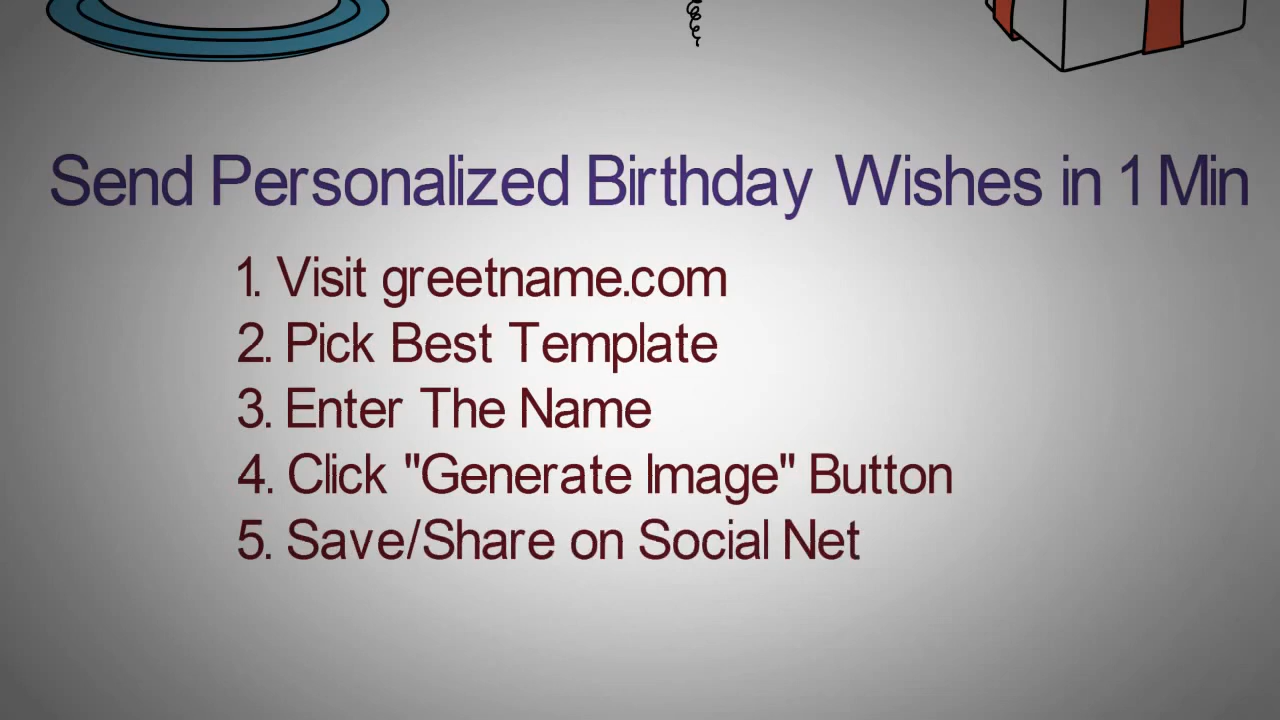 Send Personalized Birthday Wishes in 1 Min
1. Visit greetname.com
2. Pick Best Template
3. Enter The Name
4. Click "Generate Image" Button
5. Save/Share on Social Net